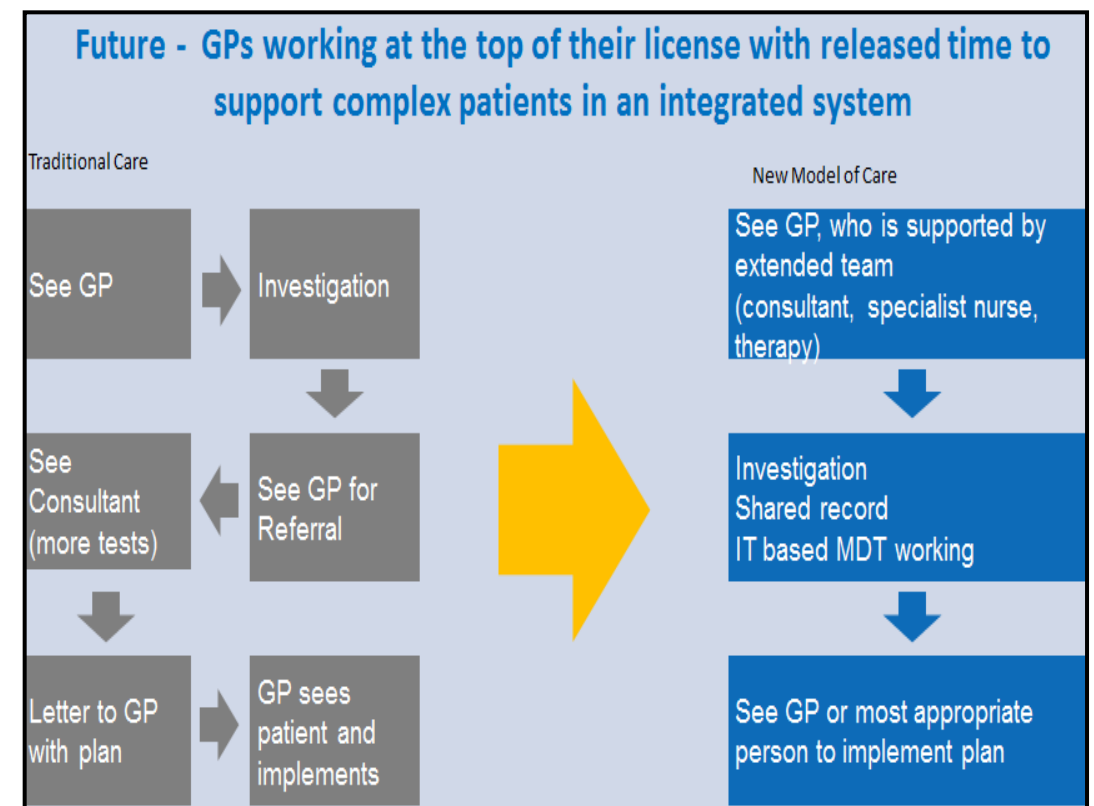 Future - GPs working at the top of their license with released time to
support complex patients in an integrated system
Traditional Care
See GP
Investigation
See GP for
Referral
See
Consultant
(more tests)
Letter to GP
with plan
GP sees
patient and
implements
New Model of Care
See GP, who is supported by
extended team
(consultant, specialist nurse,
therapy)
Investigation
Shared record
IT based MDT working
See GP or most appropriate
person to implement plan